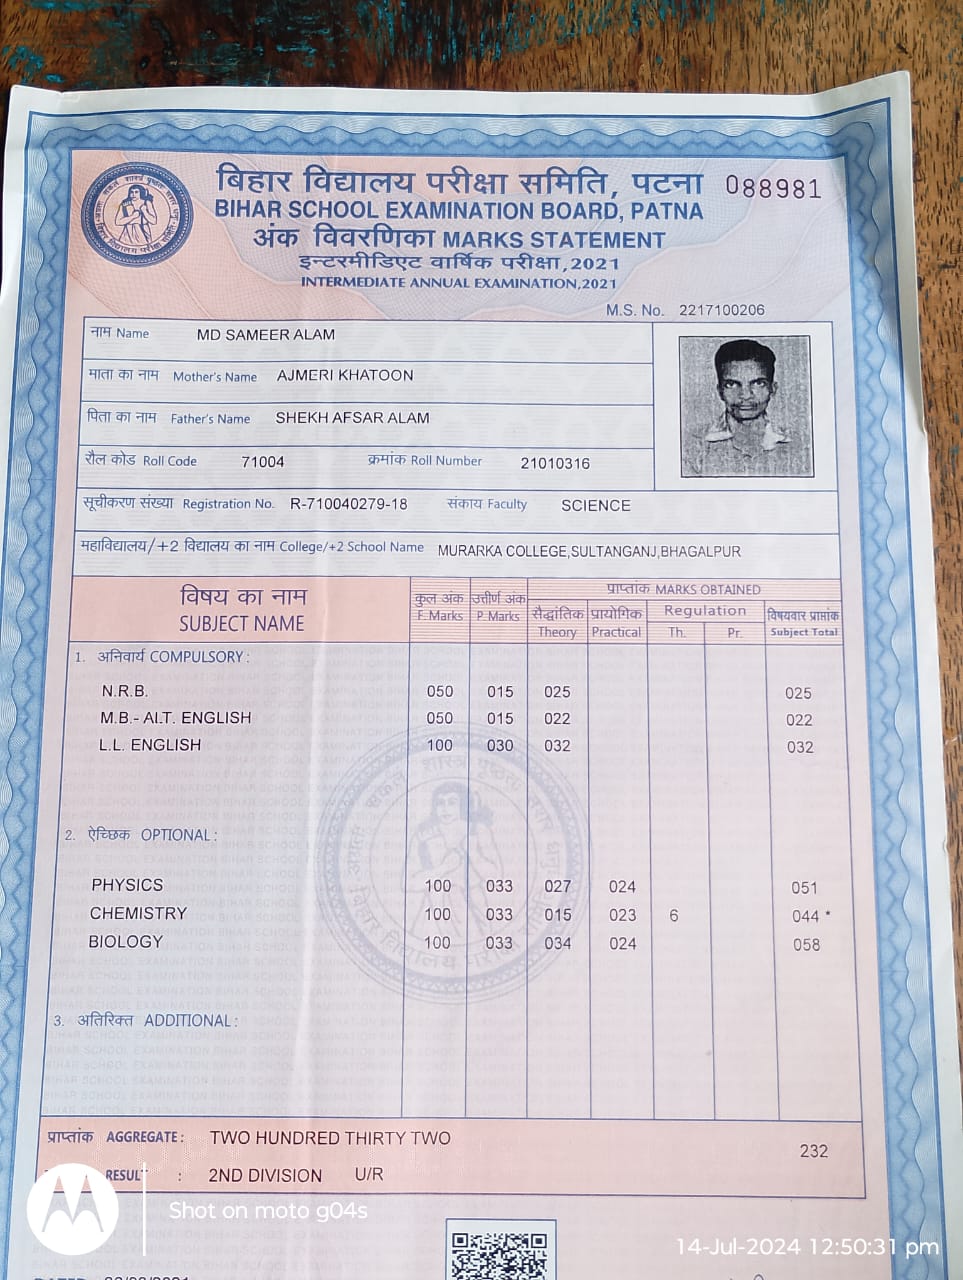 बिहार विद्यालय परीक्षा समिति, पटना
088981
BIHAR SCHOOL EXAMINATION BOARD, PATNA
अंक विवरणिका MARKS STATEMENT
इन्टरमीडिएट वार्षिक परीक्षा,2021
INTERMEDIATE ANNUAL EXAMINATION,2021
M.S. No. 2217100206
नाम Name MD SAMEER ALAM
माता का नाम Mother's Name AJMERI KHATOON
पिता का नाम Father's Name SHEKH AFSAR ALAM
रौल कोड Roll Code 71004 क्रमांक Roll Number 21010316
सूचीकरण संख्या Registration No. R-710040279-18 संकाय Faculty SCIENCE
महाविद्यालय/+2 विद्यालय का नाम College/+2 School Name MURARKA COLLEGE,SULTANGANJ,BHAGALPUR
विषय का नाम कुल अंक उत्तीर्ण अंक प्राप्तांक MARKS OBTAINED
SUBJECT NAME F.Marks P.Marks सैद्धांतिक प्रायोगिक Regulation विषयवार प्राप्तांक
Theory Practical Th. Pr. Subject Total
1. अनिवार्य COMPULSORY:
N.R.B. 050 015 025 025
M.B.- Al.T. ENGLISH 050 015 022 022
L.L. ENGLISH 100 030 032 032
2. ऐच्छिक OPTIONAL:
PHYSICS 100 033 027 024 051
CHEMISTRY 100 033 015 023 6 044 *
BIOLOGY 100 033 034 024 058
3. अतिरिक्त ADDITIONAL:
प्राप्तांक AGGREGATE: TWO HUNDRED THIRTY TWO 232
RESULT : 2ND DIVISION U/R
Shot on moto g04s
14-Jul-2024 12:50:31 pm